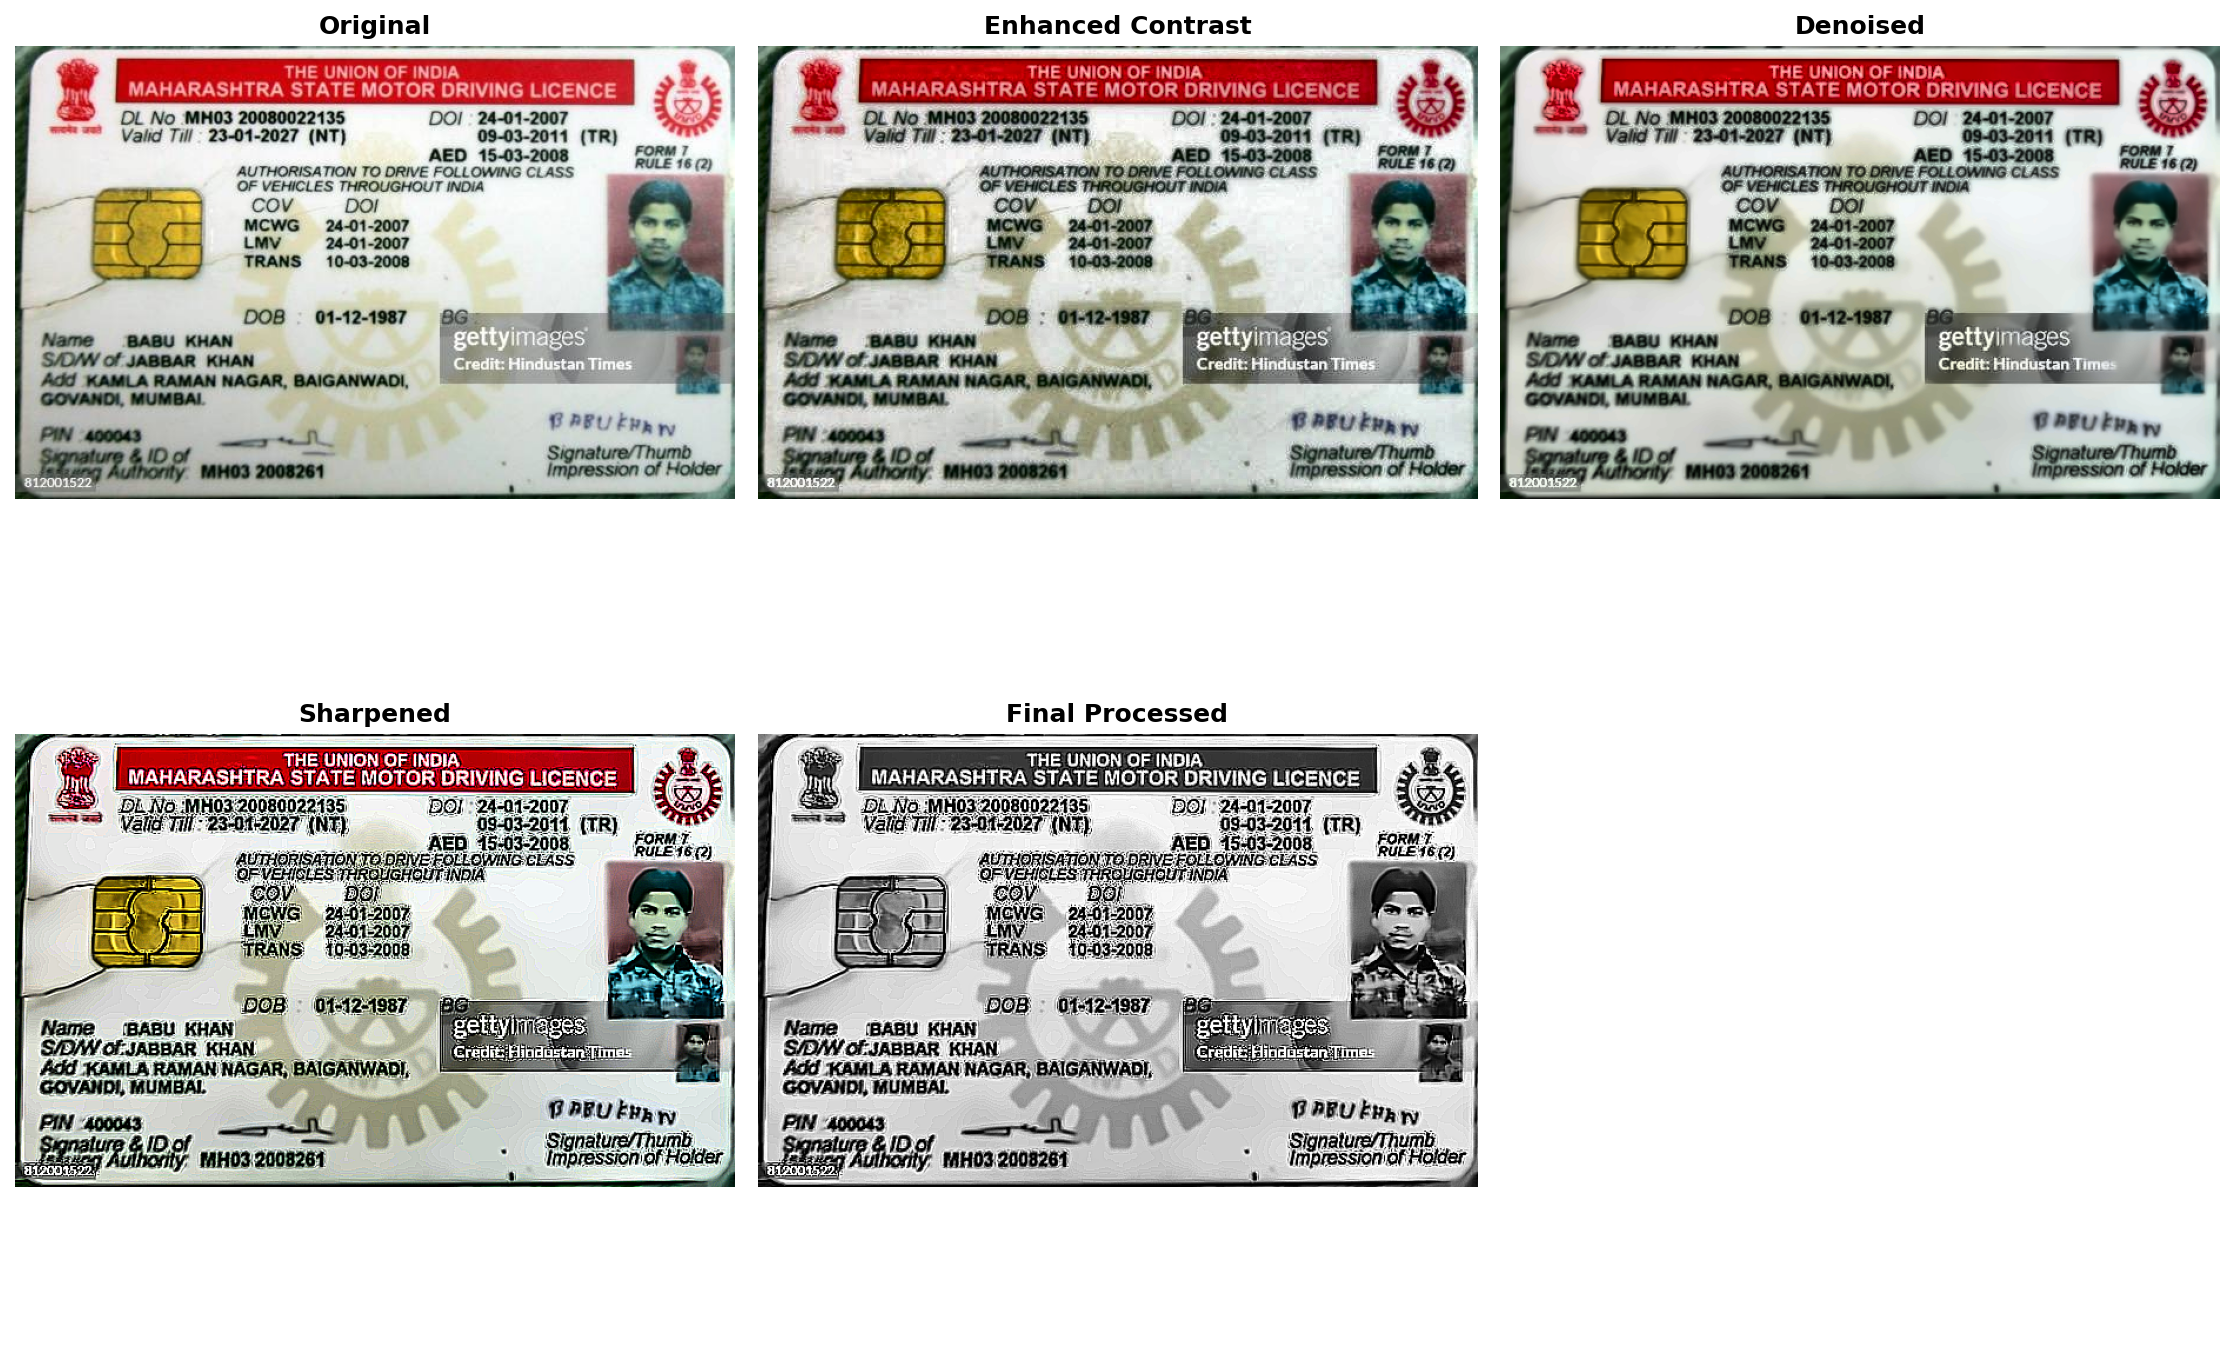 Original
THE UNION OF INDIA
MAHARASHTRA STATE MOTOR DRIVING LICENCE
सत्यमेव जयते
DL No :MH03 20080022135 DOI : 24-01-2007
Valid Till : 23-01-2027 (NT) 09-03-2011 (TR)
AED 15-03-2008
FORM 7
RULE 16 (2)
AUTHORISATION TO DRIVE FOLLOWING CLASS
OF VEHICLES THROUGHOUT INDIA
COV DOI
MCWG 24-01-2007
LMV 24-01-2007
TRANS 10-03-2008
DOB : 01-12-1987 BG :
gettyimages
Credit: Hindustan Times
Name :BABU KHAN
S/D/W of:JABBAR KHAN
Add :KAMLA RAMAN NAGAR, BAIGANWADI,
GOVANDI, MUMBAI.
BABUKHAN
PIN :400043
Signature & ID of
Issuing Authority: MH03 2008261
Signature/Thumb
Impression of Holder
812001522
Enhanced Contrast
THE UNION OF INDIA
MAHARASHTRA STATE MOTOR DRIVING LICENCE
सत्यमेव जयते
DL No :MH03 20080022135 DOI : 24-01-2007
Valid Till : 23-01-2027 (NT) 09-03-2011 (TR)
AED 15-03-2008
FORM 7
RULE 16 (2)
AUTHORISATION TO DRIVE FOLLOWING CLASS
OF VEHICLES THROUGHOUT INDIA
COV DOI
MCWG 24-01-2007
LMV 24-01-2007
TRANS 10-03-2008
DOB : 01-12-1987 BG :
gettyimages
Credit: Hindustan Times
Name :BABU KHAN
S/D/W of:JABBAR KHAN
Add :KAMLA RAMAN NAGAR, BAIGANWADI,
GOVANDI, MUMBAI.
BABUKHAN
PIN :400043
Signature & ID of
Issuing Authority: MH03 2008261
Signature/Thumb
Impression of Holder
812001522
Denoised
THE UNION OF INDIA
MAHARASHTRA STATE MOTOR DRIVING LICENCE
सत्यमेव जयते
DL No :MH03 20080022135 DOI : 24-01-2007
Valid Till : 23-01-2027 (NT) 09-03-2011 (TR)
AED 15-03-2008
FORM 7
RULE 16 (2)
AUTHORISATION TO DRIVE FOLLOWING CLASS
OF VEHICLES THROUGHOUT INDIA
COV DOI
MCWG 24-01-2007
LMV 24-01-2007
TRANS 10-03-2008
DOB : 01-12-1987 BG
gettyimages
Credit: Hindustan Times
Name :BABU KHAN
S/D/W of:JABBAR KHAN
Add :KAMLA RAMAN NAGAR, BAIGANWADI,
GOVANDI, MUMBAI.
BABUKHAN
PIN :400043
Signature & ID of
Issuing Authority: MH03 2008261
Signature/Thumb
Impression of Holder
812001522
Sharpened
THE UNION OF INDIA
MAHARASHTRA STATE MOTOR DRIVING LICENCE
DL No :MH03 20080022135 DOI : 24-01-2007
Valid Till : 23-01-2027 (NT) 09-03-2011 (TR)
AED 15-03-2008
FORM 7
RULE 16 (2)
AUTHORISATION TO DRIVE FOLLOWING CLASS
OF VEHICLES THROUGHOUT INDIA
COV DOI
MCWG 24-01-2007
LMV 24-01-2007
TRANS 10-03-2008
DOB : 01-12-1987 BG
gettyimages
Credit: Hindustan Times
Name :BABU KHAN
S/D/W of:JABBAR KHAN
Add :KAMLA RAMAN NAGAR, BAIGANWADI,
GOVANDI, MUMBAI.
BABUKHAN
PIN :400043
Signature & ID of
Issuing Authority: MH03 2008261
Signature/Thumb
Impression of Holder
812001522
Final Processed
THE UNION OF INDIA
MAHARASHTRA STATE MOTOR DRIVING LICENCE
DL No :MH03 20080022135 DOI : 24-01-2007
Valid Till : 23-01-2027 (NT) 09-03-2011 (TR)
AED 15-03-2008
FORM 7
RULE 16 (2)
AUTHORISATION TO DRIVE FOLLOWING CLASS
OF VEHICLES THROUGHOUT INDIA
COV DOI
MCWG 24-01-2007
LMV 24-01-2007
TRANS 10-03-2008
DOB : 01-12-1987 BG
gettyimages
Credit: Hindustan Times
Name :BABU KHAN
S/D/W of:JABBAR KHAN
Add :KAMLA RAMAN NAGAR, BAIGANWADI,
GOVANDI, MUMBAI.
BABUKHAN
PIN :400043
Signature & ID of
Issuing Authority: MH03 2008261
Signature/Thumb
Impression of Holder
812001522